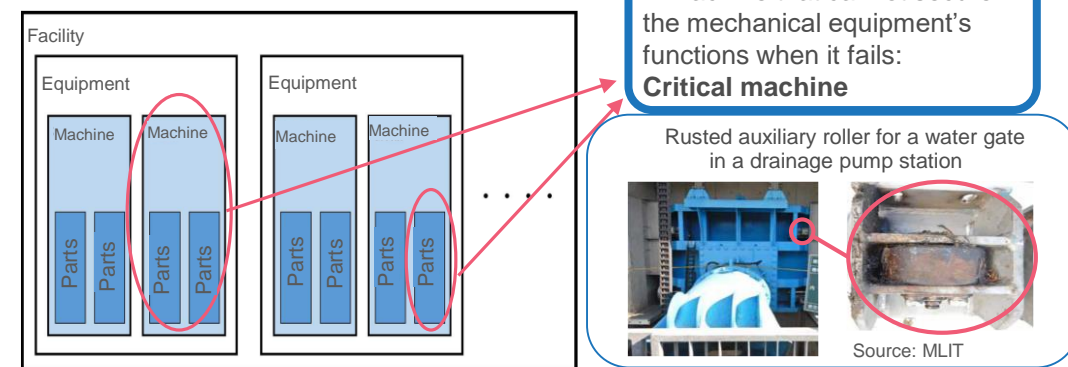 the mechanical equipment’s
functions when it fails:
Critical machine
Facility
Equipment
Equipment
Machine
Machine
Machine
Machine
Parts
Parts
Parts
Parts
Parts
Parts
Parts
Parts
. . . .
Rusted auxiliary roller for a water gate
in a drainage pump station
Source: MLIT